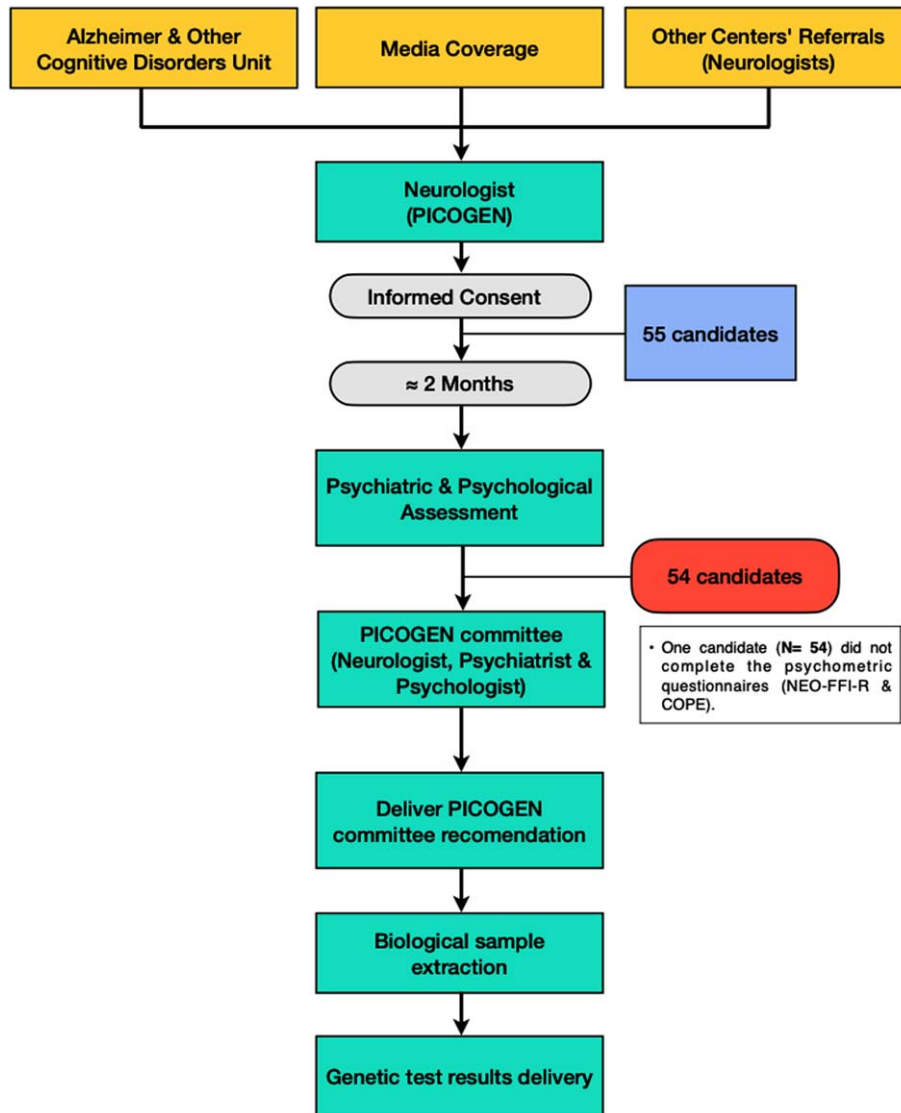 Alzheimer & Other
Cognitive Disorders Unit
Media Coverage
Other Centers' Referrals
(Neurologists)
Neurologist
(PICOGEN)
Informed Consent
55 candidates
≈ 2 Months
Psychiatric & Psychological
Assessment
54 candidates
PICOGEN committee
(Neurologist, Psychiatrist &
Psychologist)
• One candidate (N= 54) did not
complete the psychometric
questionnaires (NEO-FFI-R &
COPE).
Deliver PICOGEN
committee recomendation
Biological sample
extraction
Genetic test results delivery